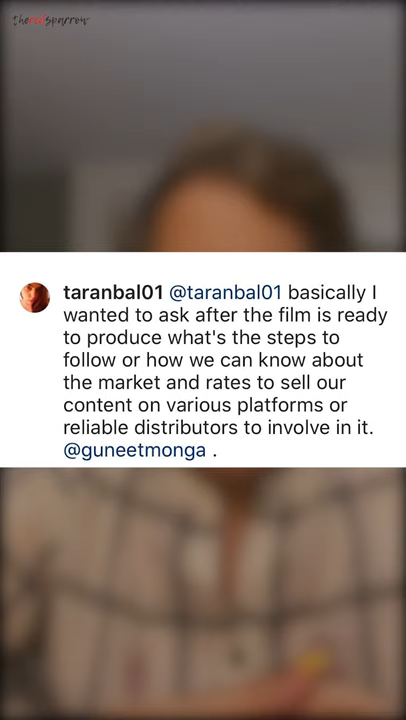 theredsparrow
taranbal01 @taranbal01 basically I
wanted to ask after the film is ready
to produce what's the steps to
follow or how we can know about
the market and rates to sell our
content on various platforms or
reliable distributors to involve in it.
@guneetmonga .